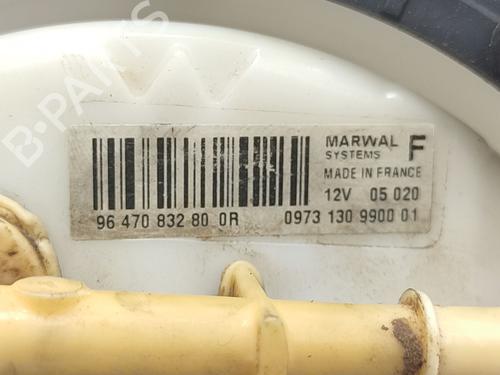 B-PARTS
MARWAL F
SYSTEMS
MADE IN FRANCE
12V 05 020
96 470 832 80 0R 0973 130 9900 01